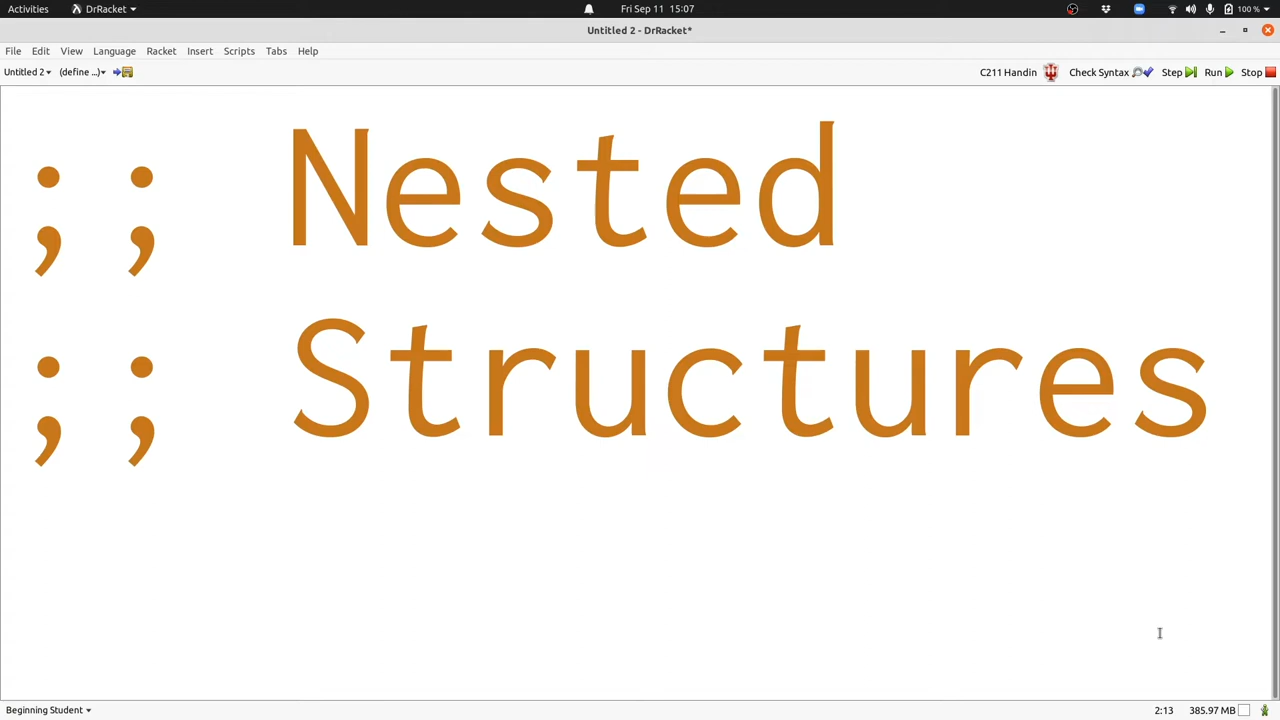 Activities DrRacket Fri Sep 11 15:07 100 %
Untitled 2 - DrRacket*
File Edit View Language Racket Insert Scripts Tabs Help
Untitled 2 (define ...) C211 Handin Check Syntax Step Run Stop
;; Nested
;; Structures
Beginning Student 2:13 385.97 MB